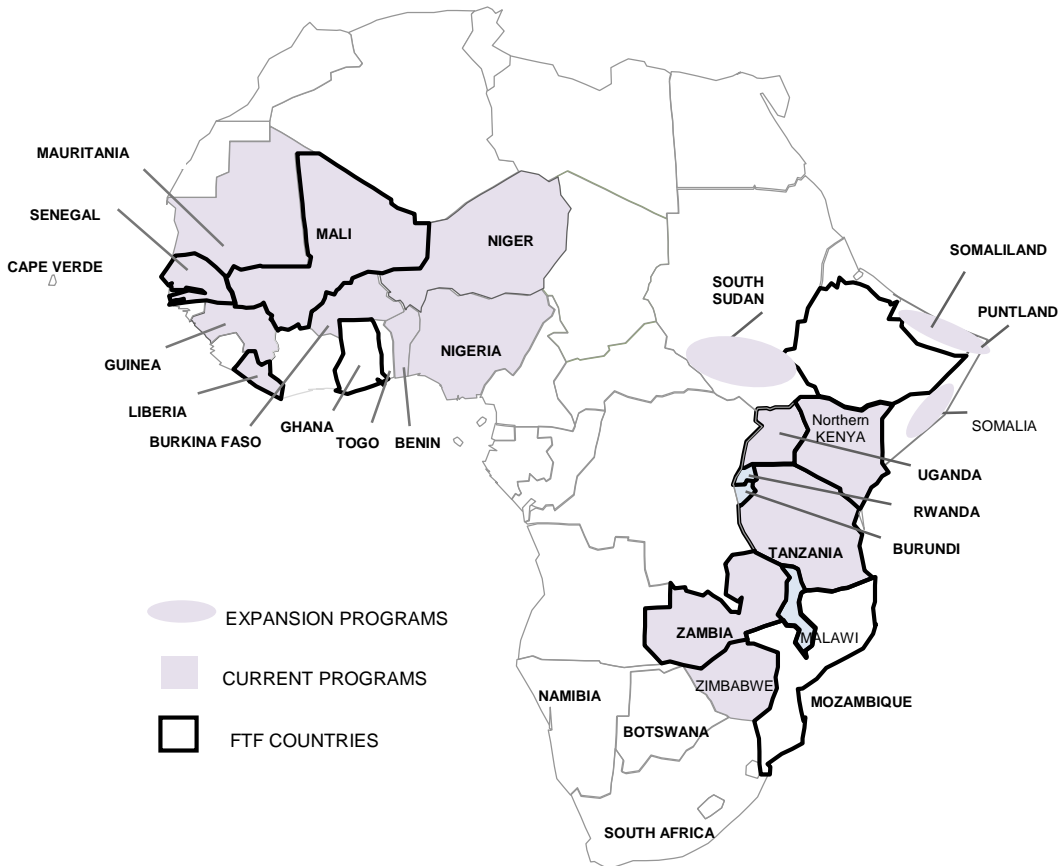 MAURITANIA
SENEGAL
CAPE VERDE
MALI
NIGER
SOUTH
SUDAN
SOMALILAND
PUNTLAND
GUINEA
NIGERIA
LIBERIA
BURKINA FASO
GHANA
TOGO
BENIN
Northern
KENYA
SOMALIA
UGANDA
RWANDA
BURUNDI
TANZANIA
EXPANSION PROGRAMS
ZAMBIA
MALAWI
CURRENT PROGRAMS
ZIMBABWE
NAMIBIA
MOZAMBIQUE
BOTSWANA
FTF COUNTRIES
SOUTH AFRICA